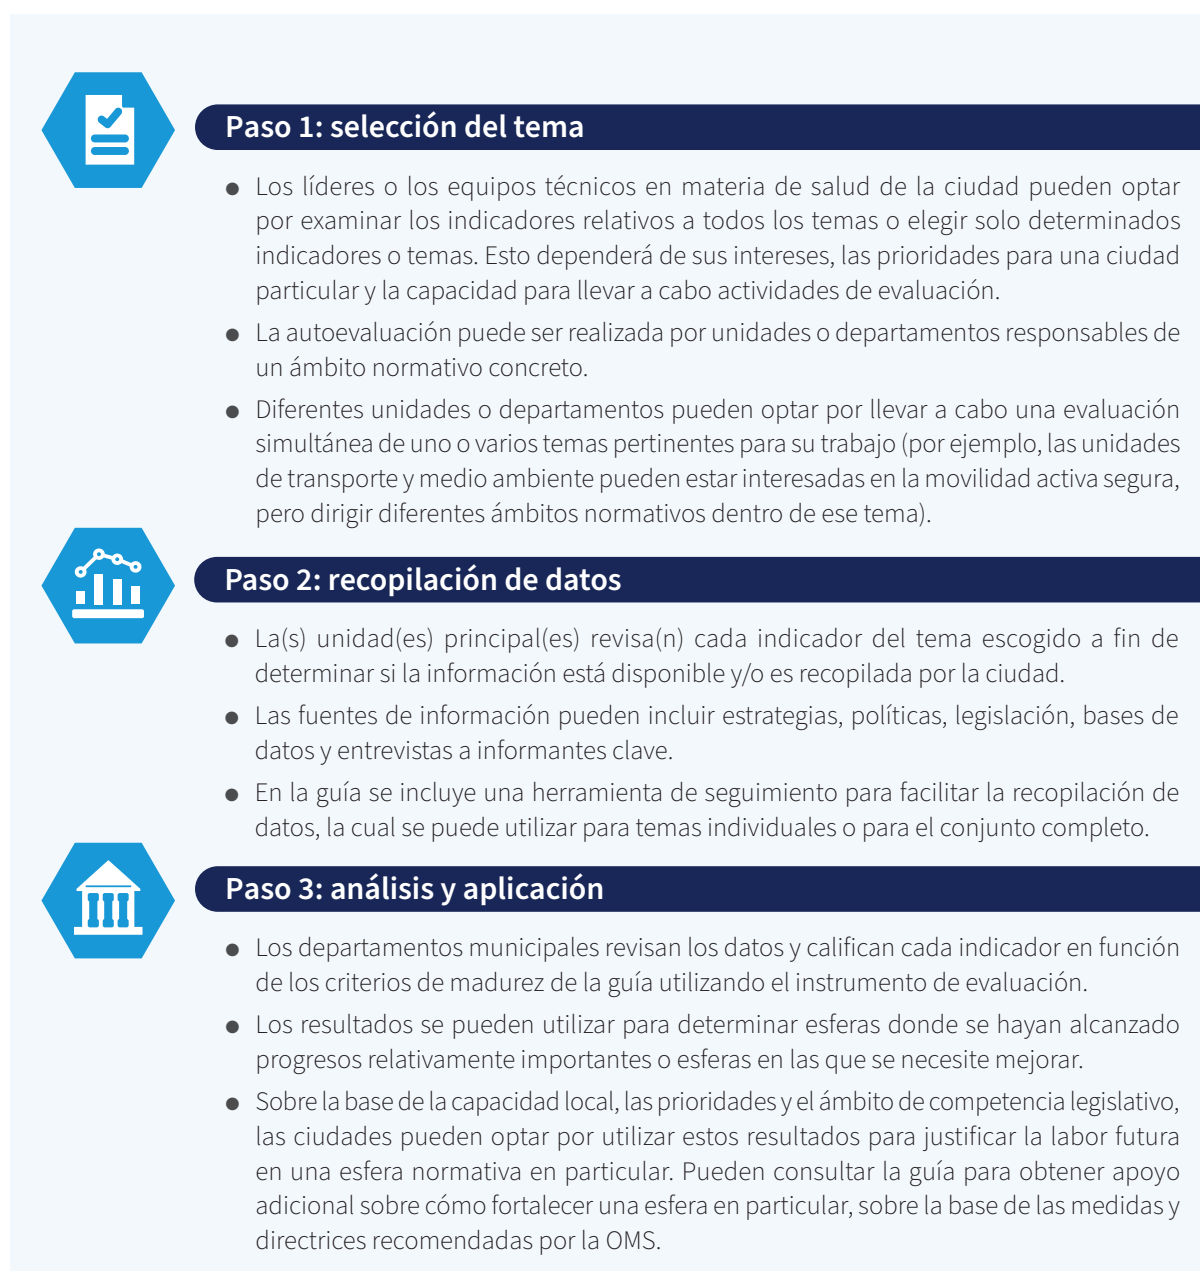 Paso 1: selección del tema
● Los líderes o los equipos técnicos en materia de salud de la ciudad pueden optar
por examinar los indicadores relativos a todos los temas o elegir solo determinados
indicadores o temas. Esto dependerá de sus intereses, las prioridades para una ciudad
particular y la capacidad para llevar a cabo actividades de evaluación.
● La autoevaluación puede ser realizada por unidades o departamentos responsables de
un ámbito normativo concreto.
● Diferentes unidades o departamentos pueden optar por llevar a cabo una evaluación
simultánea de uno o varios temas pertinentes para su trabajo (por ejemplo, las unidades
de transporte y medio ambiente pueden estar interesadas en la movilidad activa segura,
pero dirigir diferentes ámbitos normativos dentro de ese tema).
Paso 2: recopilación de datos
● La(s) unidad(es) principal(es) revisa(n) cada indicador del tema escogido a fin de
determinar si la información está disponible y/o es recopilada por la ciudad.
● Las fuentes de información pueden incluir estrategias, políticas, legislación, bases de
datos y entrevistas a informantes clave.
● En la guía se incluye una herramienta de seguimiento para facilitar la recopilación de
datos, la cual se puede utilizar para temas individuales o para el conjunto completo.
Paso 3: análisis y aplicación
● Los departamentos municipales revisan los datos y califican cada indicador en función
de los criterios de madurez de la guía utilizando el instrumento de evaluación.
● Los resultados se pueden utilizar para determinar esferas donde se hayan alcanzado
progresos relativamente importantes o esferas en las que se necesite mejorar.
● Sobre la base de la capacidad local, las prioridades y el ámbito de competencia legislativo,
las ciudades pueden optar por utilizar estos resultados para justificar la labor futura
en una esfera normativa en particular. Pueden consultar la guía para obtener apoyo
adicional sobre cómo fortalecer una esfera en particular, sobre la base de las medidas y
directrices recomendadas por la OMS.